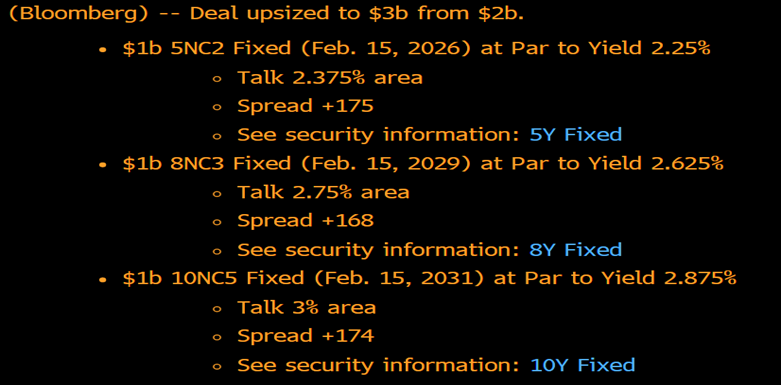 (Bloomberg) -- Deal upsized to $3b from $2b.
• $1b 5NC2 Fixed (Feb. 15, 2026) at Par to Yield 2.25%
○ Talk 2.375% area
○ Spread +175
○ See security information: 5Y Fixed
• $1b 8NC3 Fixed (Feb. 15, 2029) at Par to Yield 2.625%
○ Talk 2.75% area
○ Spread +168
○ See security information: 8Y Fixed
• $1b 10NC5 Fixed (Feb. 15, 2031) at Par to Yield 2.875%
○ Talk 3% area
○ Spread +174
○ See security information: 10Y Fixed